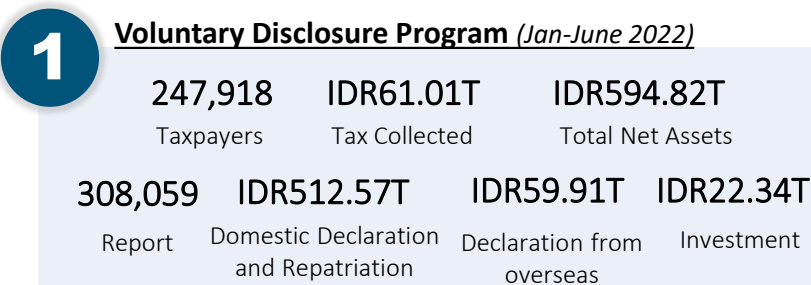 1
Voluntary Disclosure Program (Jan-June 2022)
247,918 IDR61.01T IDR594.82T
Taxpayers Tax Collected Total Net Assets
308,059 IDR512.57T IDR59.91T IDR22.34T
Report Domestic Declaration Declaration from Investment
and Repatriation overseas